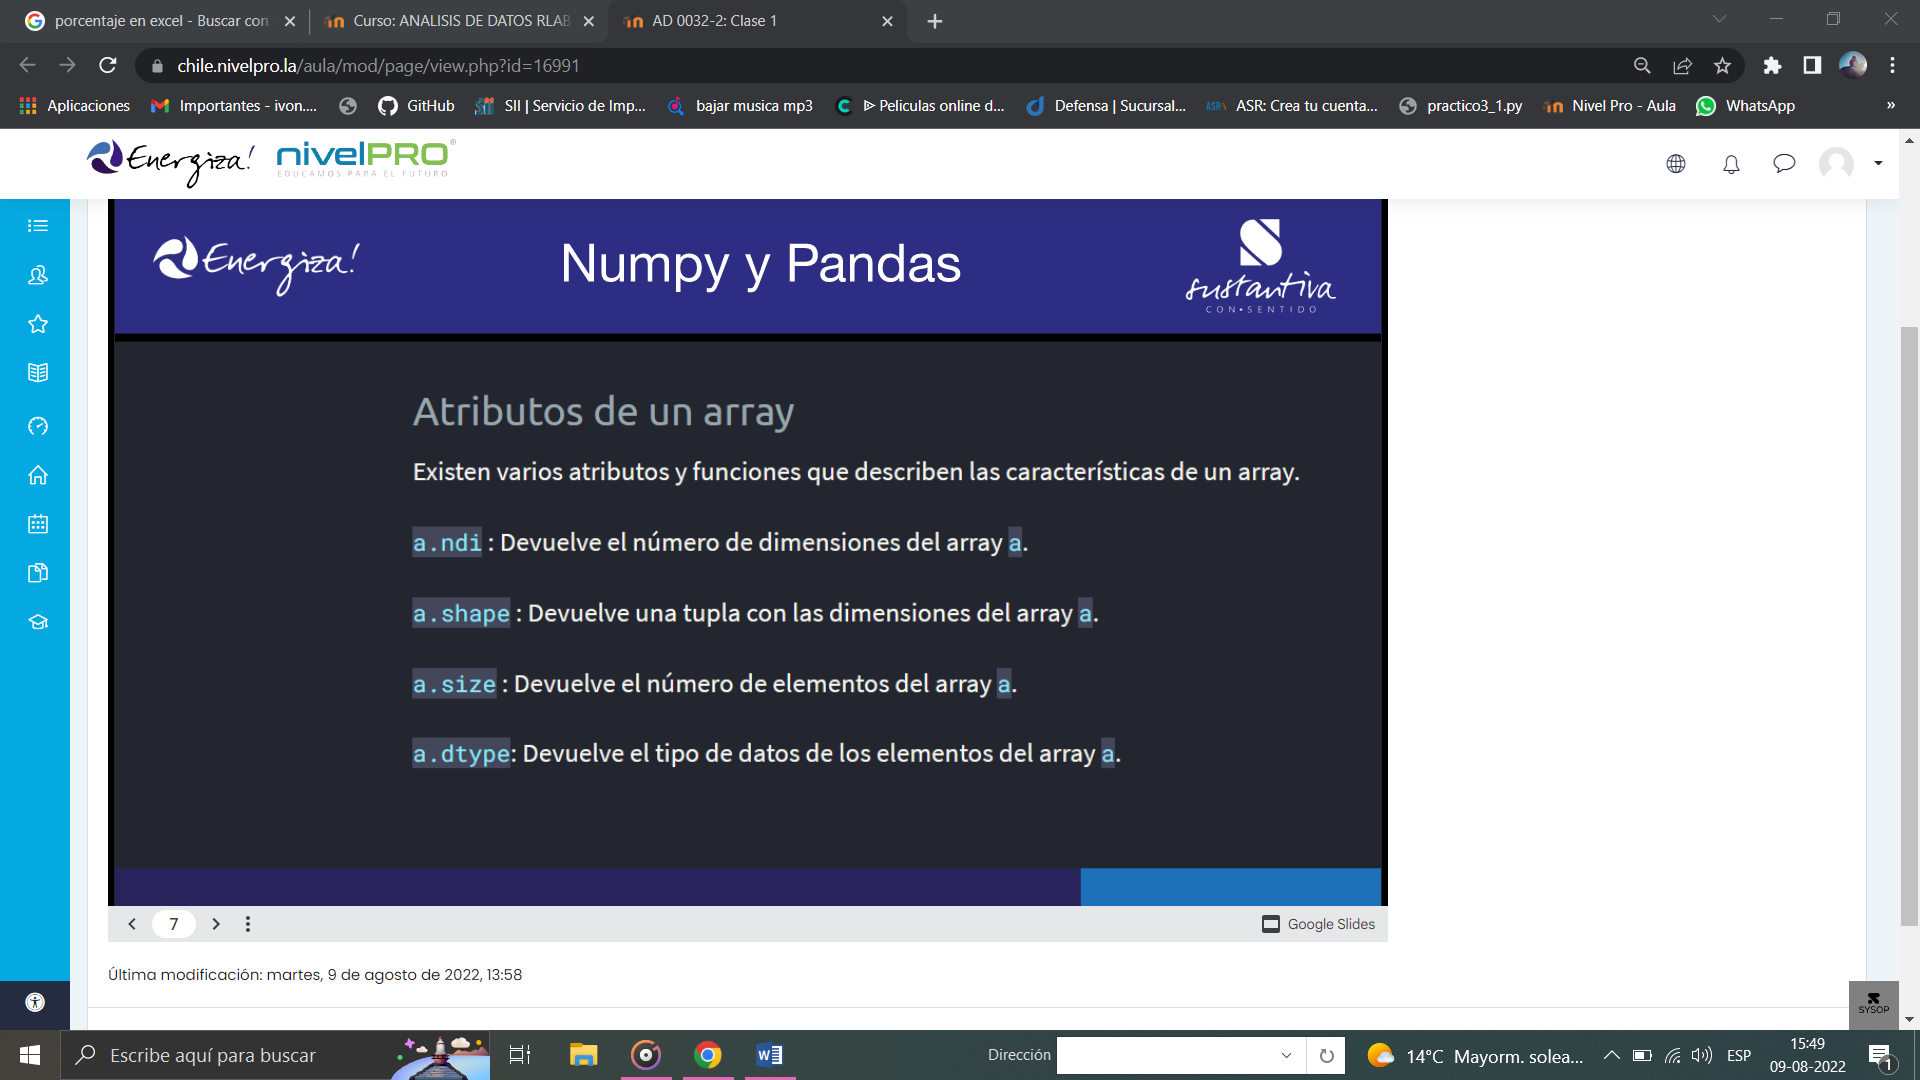 porcentaje en excel - Buscar con
Curso: ANALISIS DE DATOS RLAB
AD 0032-2: Clase 1
chile.nivelpro.la/aula/mod/page/view.php?id=16991
Aplicaciones
Importantes - ivon....
GitHub
SII | Servicio de Imp...
bajar musica mp3
ᐅ Peliculas online d...
Defensa | Sucursal...
ASR: Crea tu cuenta...
practico3_1.py
Nivel Pro - Aula
WhatsApp
»
Energiza!
nivelPRO
EDUCAMOS PARA EL FUTURO
Energiza!
Numpy y Pandas
S
sustantiva
CON•SENTIDO
Atributos de un array
Existen varios atributos y funciones que describen las características de un array.
a.ndi : Devuelve el número de dimensiones del array a.
a.shape : Devuelve una tupla con las dimensiones del array a.
a.size : Devuelve el número de elementos del array a.
a.dtype: Devuelve el tipo de datos de los elementos del array a.
7
Google Slides
Última modificación: martes, 9 de agosto de 2022, 13:58
SYSOP
Escribe aquí para buscar
Dirección
14°C Mayorm. solea...
ESP
15:49
09-08-2022
1